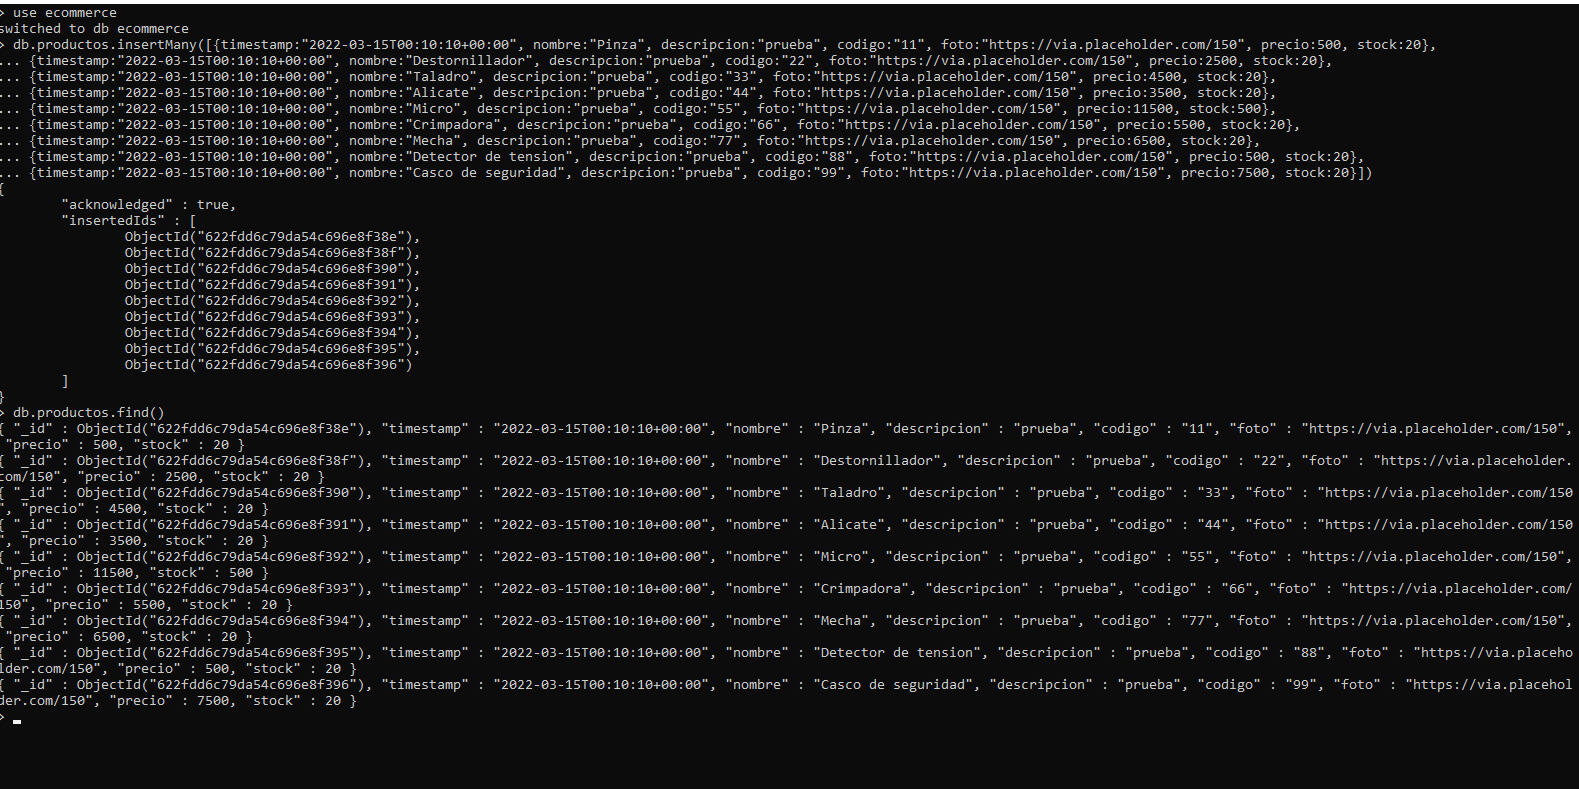 > use ecommerce
switched to db ecommerce
> db.productos.insertMany([{timestamp:"2022-03-15T00:10:10+00:00", nombre:"Pinza", descripcion:"prueba", codigo:"11", foto:"https://via.placeholder.com/150", precio:500, stock:20},
... {timestamp:"2022-03-15T00:10:10+00:00", nombre:"Destornillador", descripcion:"prueba", codigo:"22", foto:"https://via.placeholder.com/150", precio:2500, stock:20},
... {timestamp:"2022-03-15T00:10:10+00:00", nombre:"Taladro", descripcion:"prueba", codigo:"33", foto:"https://via.placeholder.com/150", precio:4500, stock:20},
... {timestamp:"2022-03-15T00:10:10+00:00", nombre:"Alicate", descripcion:"prueba", codigo:"44", foto:"https://via.placeholder.com/150", precio:3500, stock:20},
... {timestamp:"2022-03-15T00:10:10+00:00", nombre:"Micro", descripcion:"prueba", codigo:"55", foto:"https://via.placeholder.com/150", precio:11500, stock:500},
... {timestamp:"2022-03-15T00:10:10+00:00", nombre:"Crimpadora", descripcion:"prueba", codigo:"66", foto:"https://via.placeholder.com/150", precio:5500, stock:20},
... {timestamp:"2022-03-15T00:10:10+00:00", nombre:"Mecha", descripcion:"prueba", codigo:"77", foto:"https://via.placeholder.com/150", precio:6500, stock:20},
... {timestamp:"2022-03-15T00:10:10+00:00", nombre:"Detector de tension", descripcion:"prueba", codigo:"88", foto:"https://via.placeholder.com/150", precio:500, stock:20},
... {timestamp:"2022-03-15T00:10:10+00:00", nombre:"Casco de seguridad", descripcion:"prueba", codigo:"99", foto:"https://via.placeholder.com/150", precio:7500, stock:20}])
{
"acknowledged" : true,
"insertedIds" : [
ObjectId("622fdd6c79da54c696e8f38e"),
ObjectId("622fdd6c79da54c696e8f38f"),
ObjectId("622fdd6c79da54c696e8f390"),
ObjectId("622fdd6c79da54c696e8f391"),
ObjectId("622fdd6c79da54c696e8f392"),
ObjectId("622fdd6c79da54c696e8f393"),
ObjectId("622fdd6c79da54c696e8f394"),
ObjectId("622fdd6c79da54c696e8f395"),
ObjectId("622fdd6c79da54c696e8f396")
]
}
> db.productos.find()
{ "_id" : ObjectId("622fdd6c79da54c696e8f38e"), "timestamp" : "2022-03-15T00:10:10+00:00", "nombre" : "Pinza", "descripcion" : "prueba", "codigo" : "11", "foto" : "https://via.placeholder.com/150",
"precio" : 500, "stock" : 20 }
{ "_id" : ObjectId("622fdd6c79da54c696e8f38f"), "timestamp" : "2022-03-15T00:10:10+00:00", "nombre" : "Destornillador", "descripcion" : "prueba", "codigo" : "22", "foto" : "https://via.placeholder.
com/150", "precio" : 2500, "stock" : 20 }
{ "_id" : ObjectId("622fdd6c79da54c696e8f390"), "timestamp" : "2022-03-15T00:10:10+00:00", "nombre" : "Taladro", "descripcion" : "prueba", "codigo" : "33", "foto" : "https://via.placeholder.com/150
", "precio" : 4500, "stock" : 20 }
{ "_id" : ObjectId("622fdd6c79da54c696e8f391"), "timestamp" : "2022-03-15T00:10:10+00:00", "nombre" : "Alicate", "descripcion" : "prueba", "codigo" : "44", "foto" : "https://via.placeholder.com/150
", "precio" : 3500, "stock" : 20 }
{ "_id" : ObjectId("622fdd6c79da54c696e8f392"), "timestamp" : "2022-03-15T00:10:10+00:00", "nombre" : "Micro", "descripcion" : "prueba", "codigo" : "55", "foto" : "https://via.placeholder.com/150",
"precio" : 11500, "stock" : 500 }
{ "_id" : ObjectId("622fdd6c79da54c696e8f393"), "timestamp" : "2022-03-15T00:10:10+00:00", "nombre" : "Crimpadora", "descripcion" : "prueba", "codigo" : "66", "foto" : "https://via.placeholder.com/
150", "precio" : 5500, "stock" : 20 }
{ "_id" : ObjectId("622fdd6c79da54c696e8f394"), "timestamp" : "2022-03-15T00:10:10+00:00", "nombre" : "Mecha", "descripcion" : "prueba", "codigo" : "77", "foto" : "https://via.placeholder.com/150",
"precio" : 6500, "stock" : 20 }
{ "_id" : ObjectId("622fdd6c79da54c696e8f395"), "timestamp" : "2022-03-15T00:10:10+00:00", "nombre" : "Detector de tension", "descripcion" : "prueba", "codigo" : "88", "foto" : "https://via.placeho
lder.com/150", "precio" : 500, "stock" : 20 }
{ "_id" : ObjectId("622fdd6c79da54c696e8f396"), "timestamp" : "2022-03-15T00:10:10+00:00", "nombre" : "Casco de seguridad", "descripcion" : "prueba", "codigo" : "99", "foto" : "https://via.placehol
der.com/150", "precio" : 7500, "stock" : 20 }
>